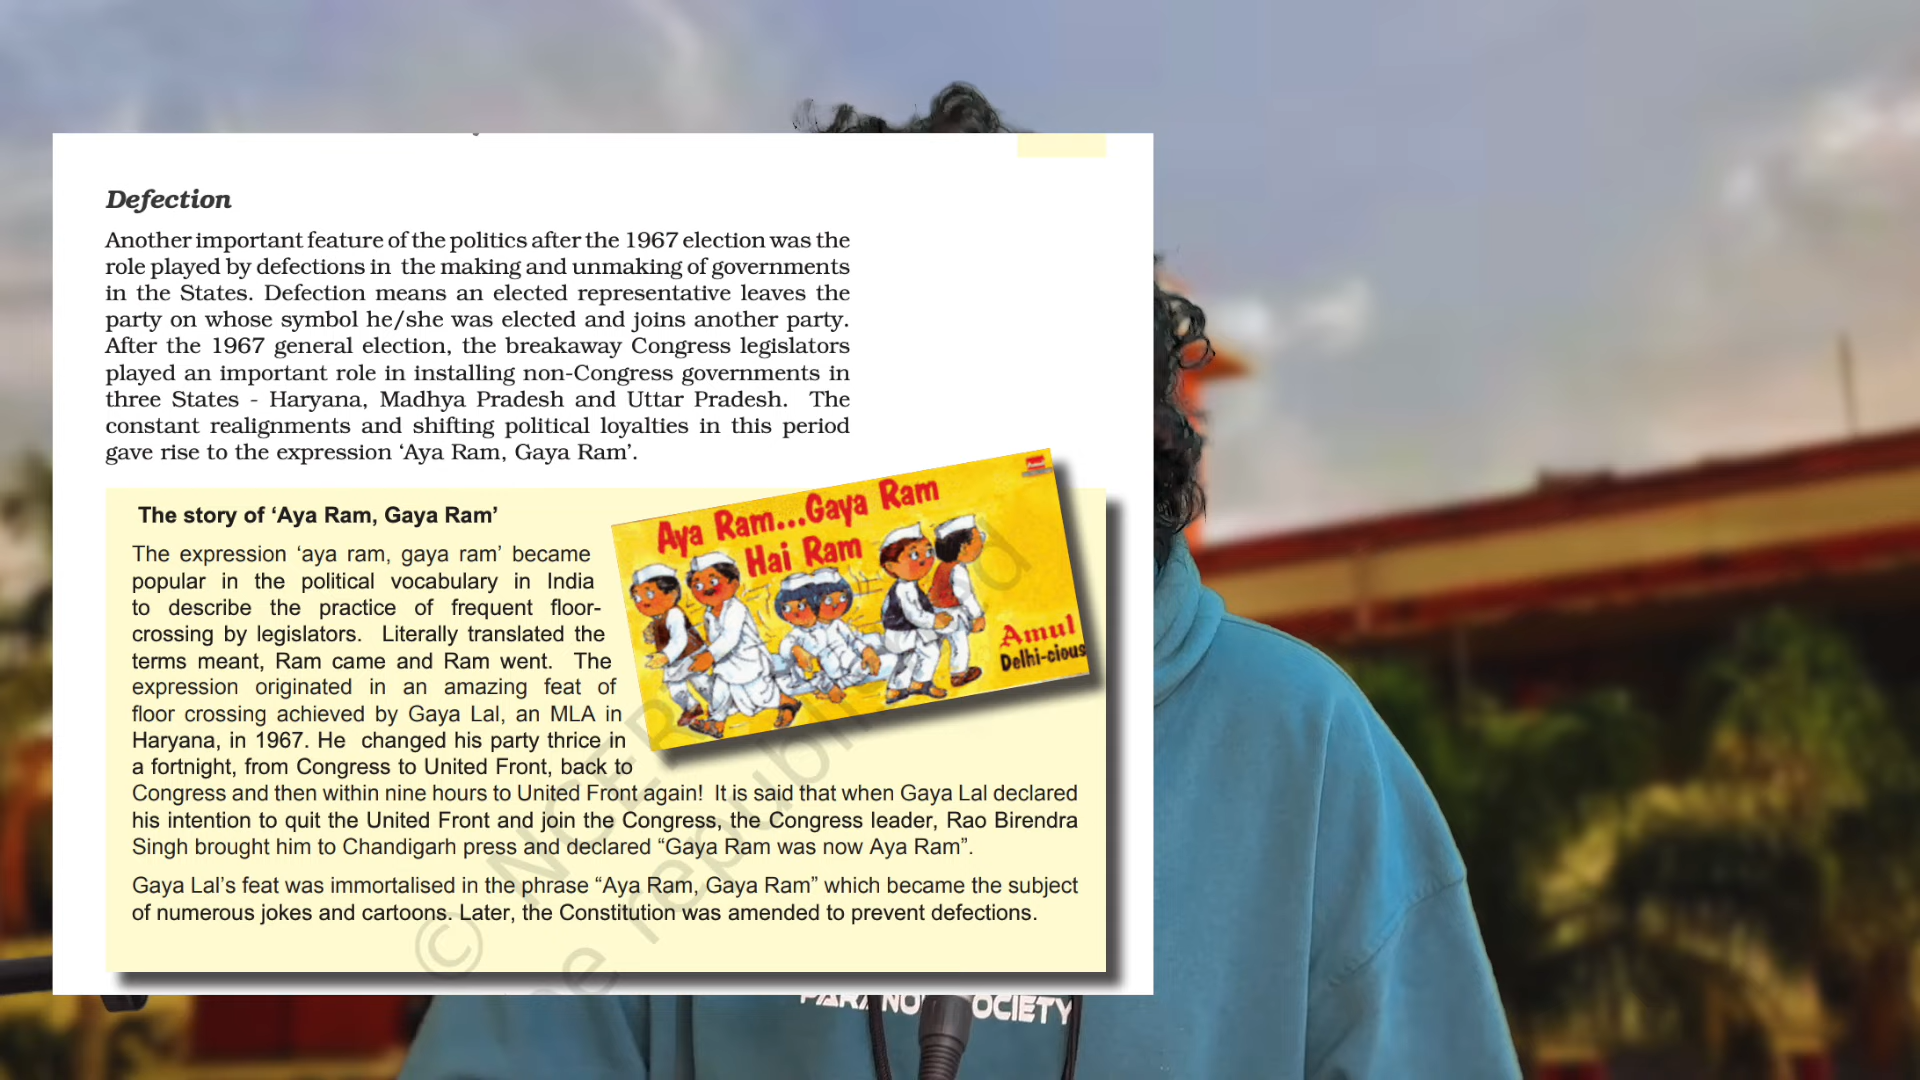 Defection
Another important feature of the politics after the 1967 election was the
role played by defections in the making and unmaking of governments
in the States. Defection means an elected representative leaves the
party on whose symbol he/she was elected and joins another party.
After the 1967 general election, the breakaway Congress legislators
played an important role in installing non-Congress governments in
three States - Haryana, Madhya Pradesh and Uttar Pradesh. The
constant realignments and shifting political loyalties in this period
gave rise to the expression ‘Aya Ram, Gaya Ram’.
The story of ‘Aya Ram, Gaya Ram’
The expression ‘aya ram, gaya ram’ became
popular in the political vocabulary in India
to describe the practice of frequent floor-
crossing by legislators. Literally translated the
terms meant, Ram came and Ram went. The
expression originated in an amazing feat of
floor crossing achieved by Gaya Lal, an MLA in
Haryana, in 1967. He changed his party thrice in
a fortnight, from Congress to United Front, back to
Congress and then within nine hours to United Front again! It is said that when Gaya Lal declared
his intention to quit the United Front and join the Congress, the Congress leader, Rao Birendra
Singh brought him to Chandigarh press and declared “Gaya Ram was now Aya Ram”.
Gaya Lal’s feat was immortalised in the phrase “Aya Ram, Gaya Ram” which became the subject
of numerous jokes and cartoons. Later, the Constitution was amended to prevent defections.
Aya Ram...Gaya Ram
Hai Ram
Amul
Delhi-cious
© NCER
republi